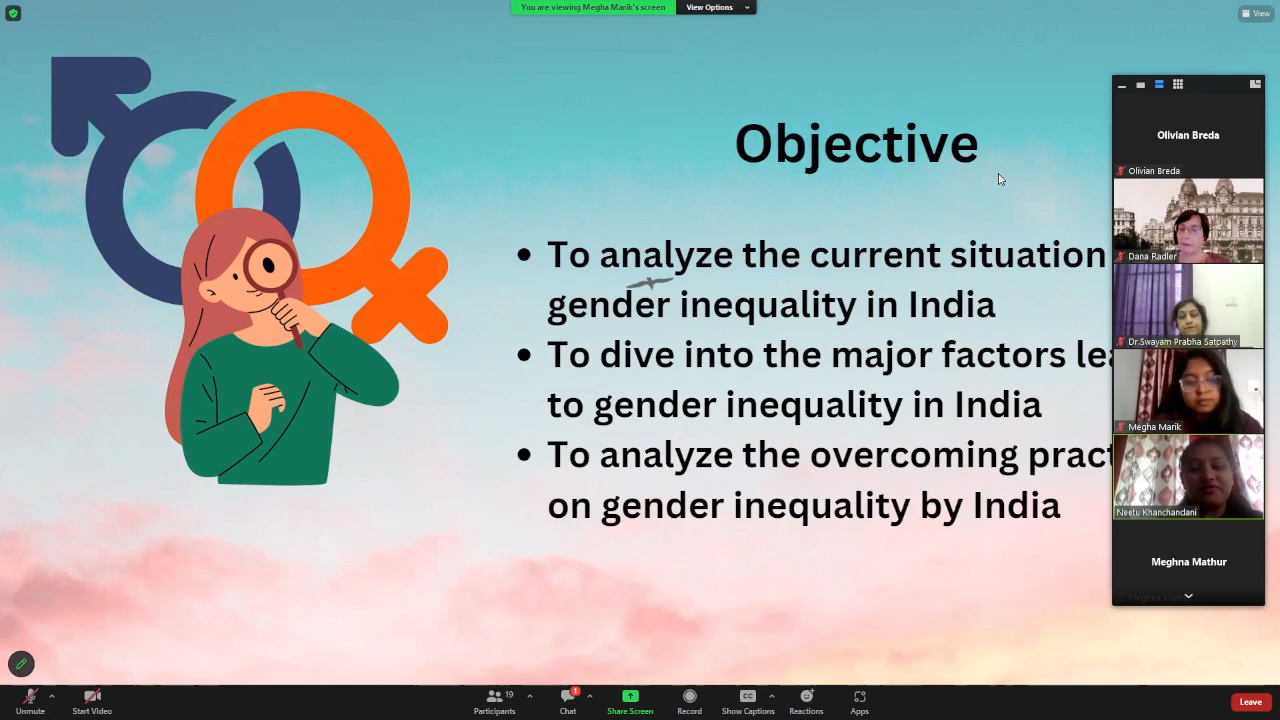 You are viewing Megha Marik's screen
View Options
View
Objective
• To analyze the current situation
gender inequality in India
• To dive into the major factors lea
to gender inequality in India
• To analyze the overcoming pract
on gender inequality by India
Olivian Breda
Olivian Breda
Dana Radler
Dr.Swayam Prabha Satpathy
Megha Marik
Neetu Khanchandani
Meghna Mathur
Unmute
Start Video
19
Participants
1
Chat
Share Screen
Record
CC
Show Captions
Reactions
Apps
Leave